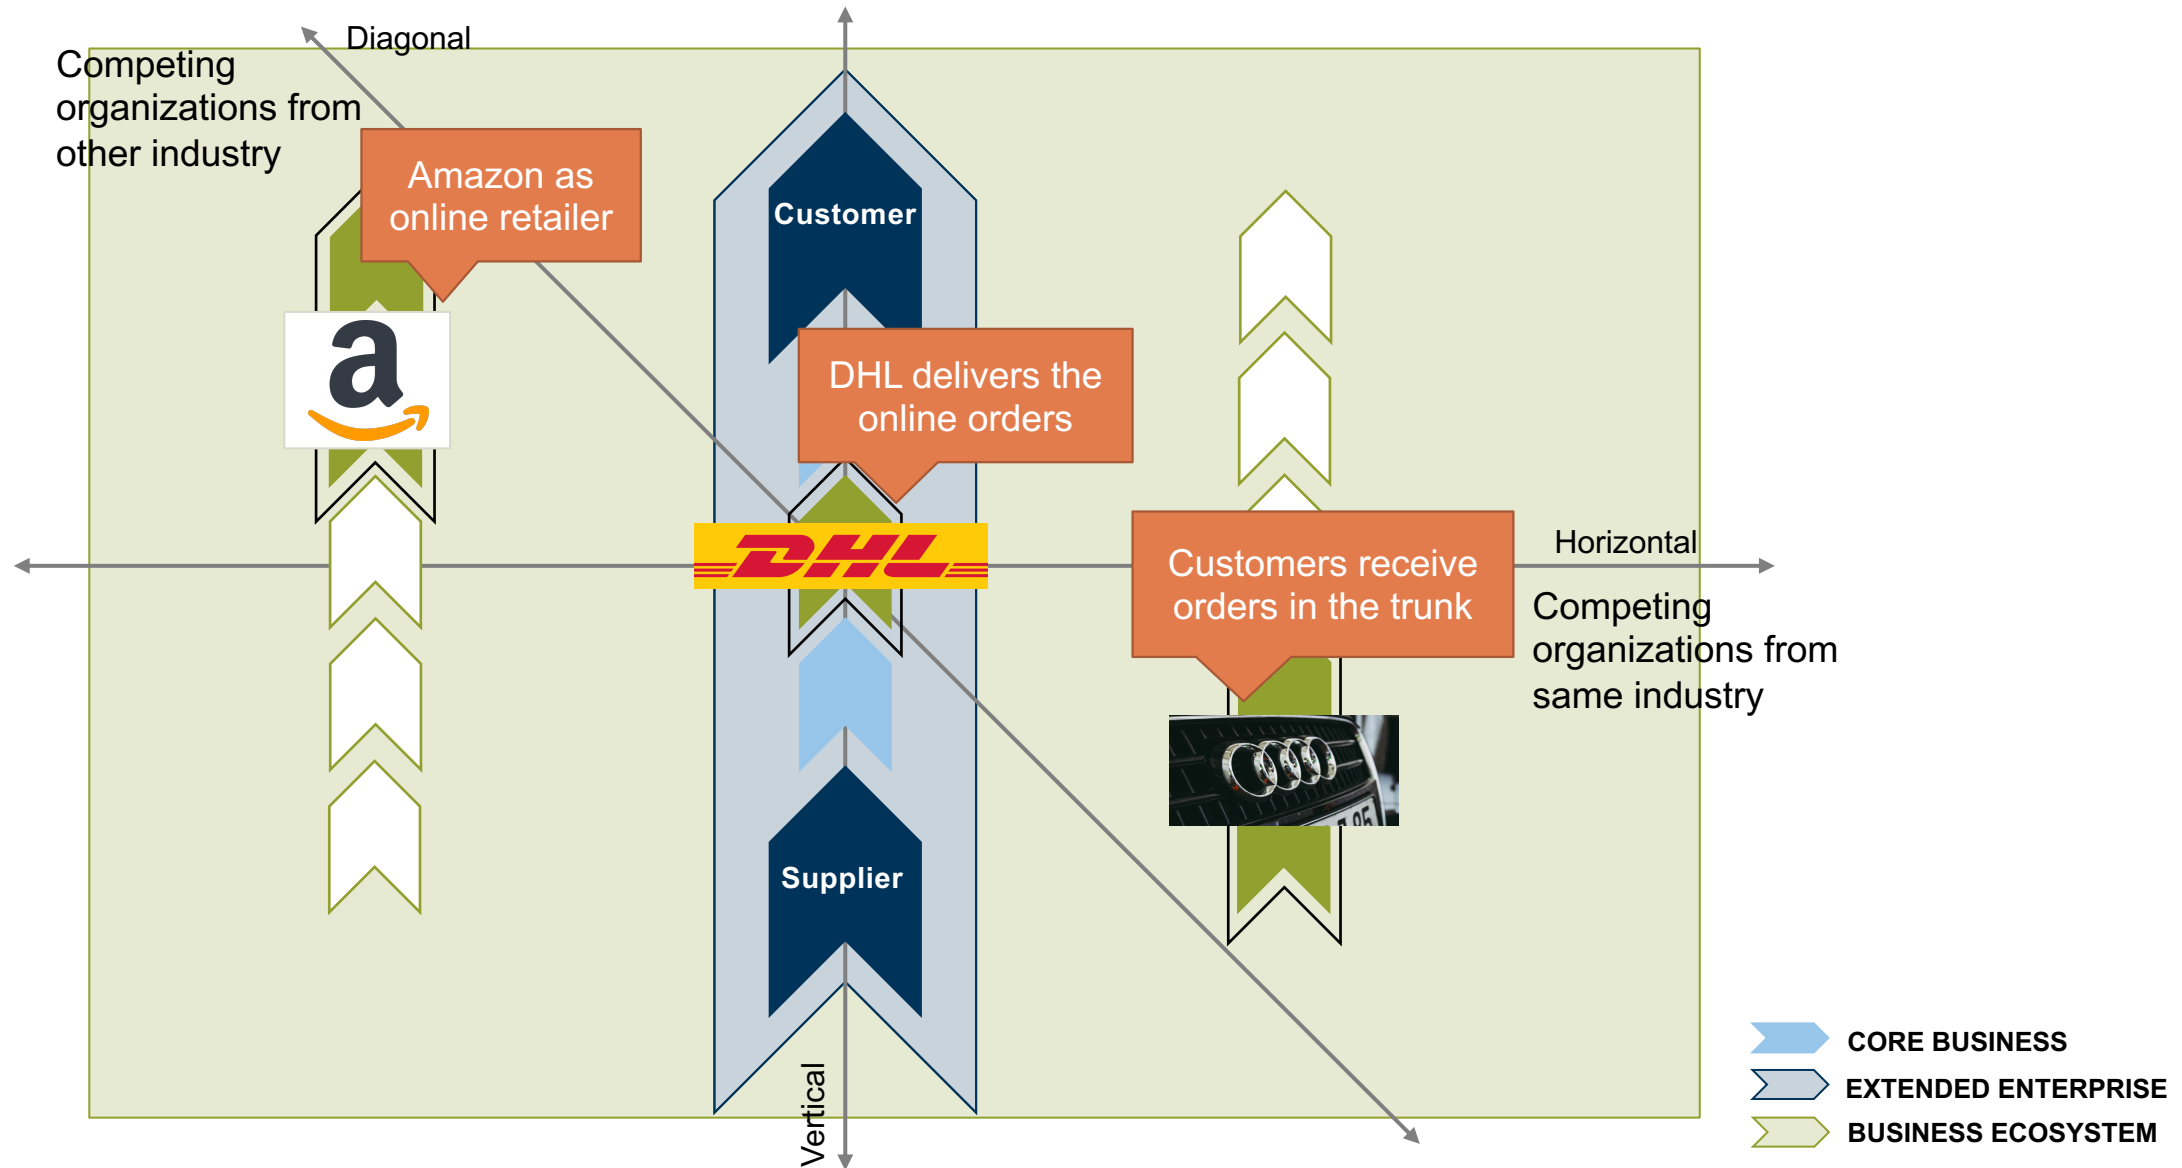 Diagonal
Competing
organizations from
other industry
Amazon as
online retailer
Customer
a
DHL delivers the
online orders
DHL
Horizontal
Customers receive
orders in the trunk
Competing
organizations from
same industry
85
Supplier
Vertical
CORE BUSINESS
EXTENDED ENTERPRISE
BUSINESS ECOSYSTEM